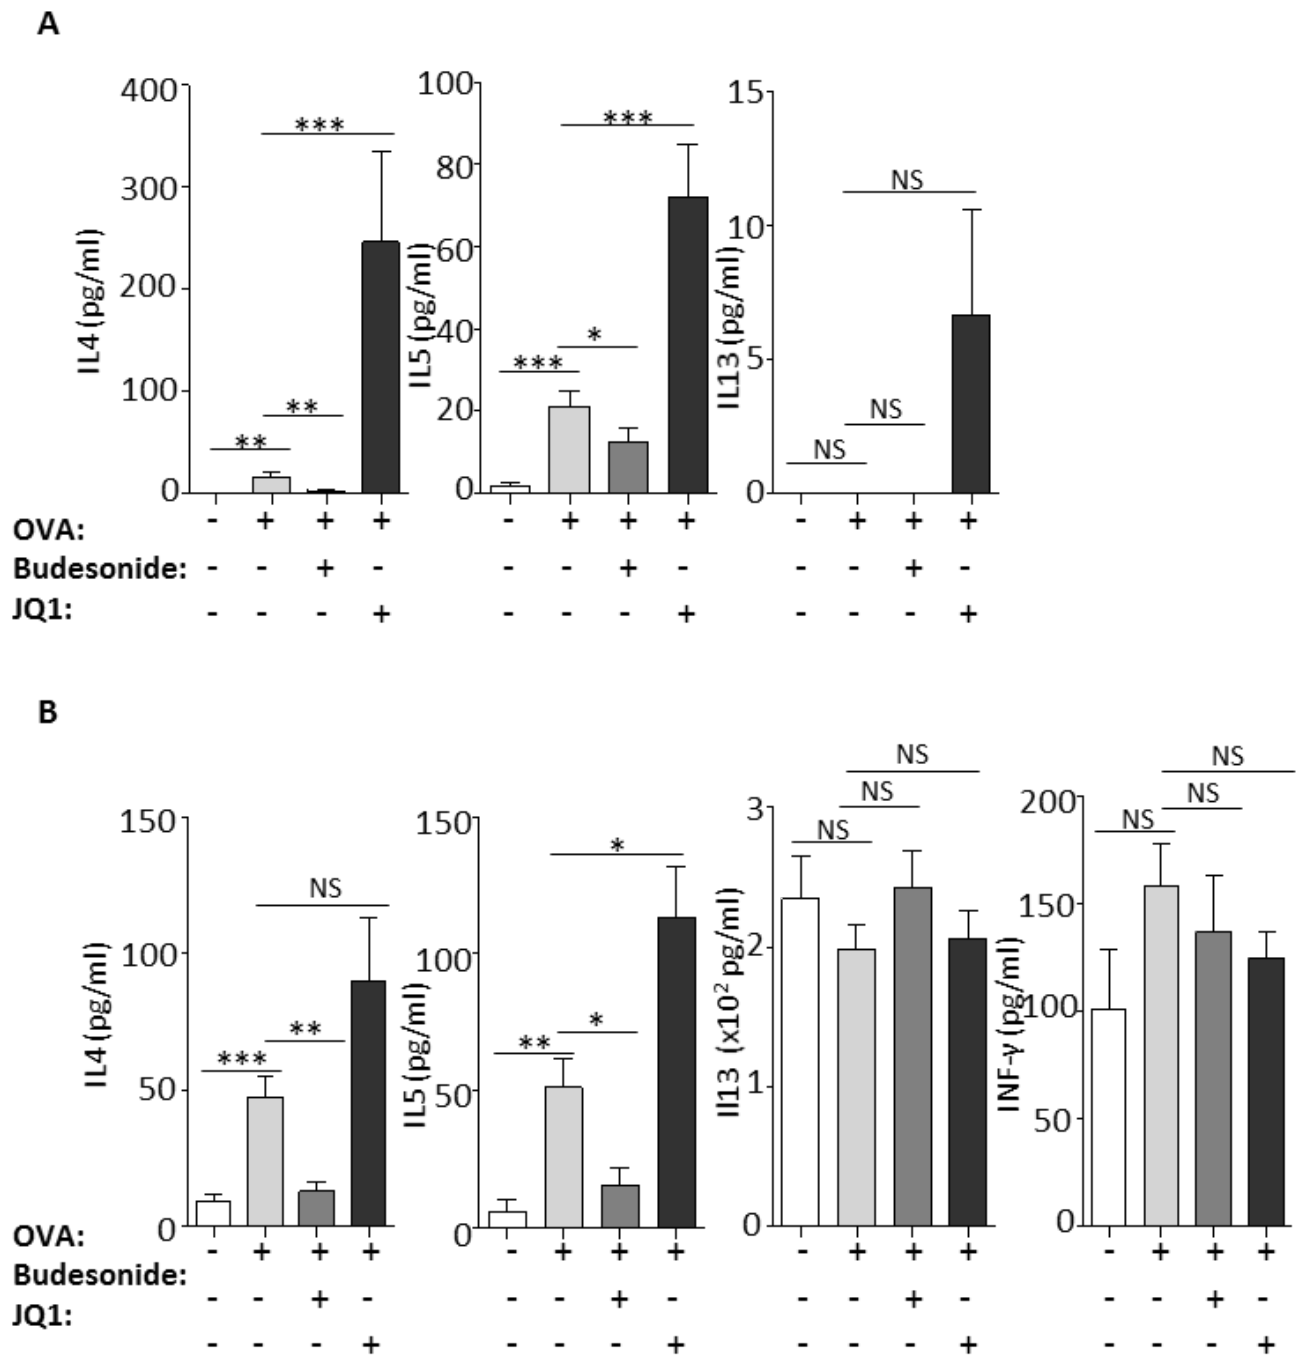 A
400 300 200 100 0
IL4 (pg/ml)
*** ** **
100 80 60 40 20 0
IL5 (pg/ml)
*** * ***
15 10 5 0
IL13 (pg/ml)
NS NS NS
OVA: - + + + - + + + - + + +
Budesonide: - - + - - - + - - - + -
JQ1: - - - + - - - + - - - +
B
150 100 50 0
IL4 (pg/ml)
NS ** ***
150 100 50 0
IL5 (pg/ml)
* * **
3 2 1 0
Il13 (x10² pg/ml)
NS NS NS
200 150 100 50 0
INF-γ (pg/ml)
NS NS NS
OVA: - + + + - + + + - + + + - + + +
Budesonide:
- - + - - - + - - - + - - - + -
JQ1:
- - - + - - - + - - - + - - - +